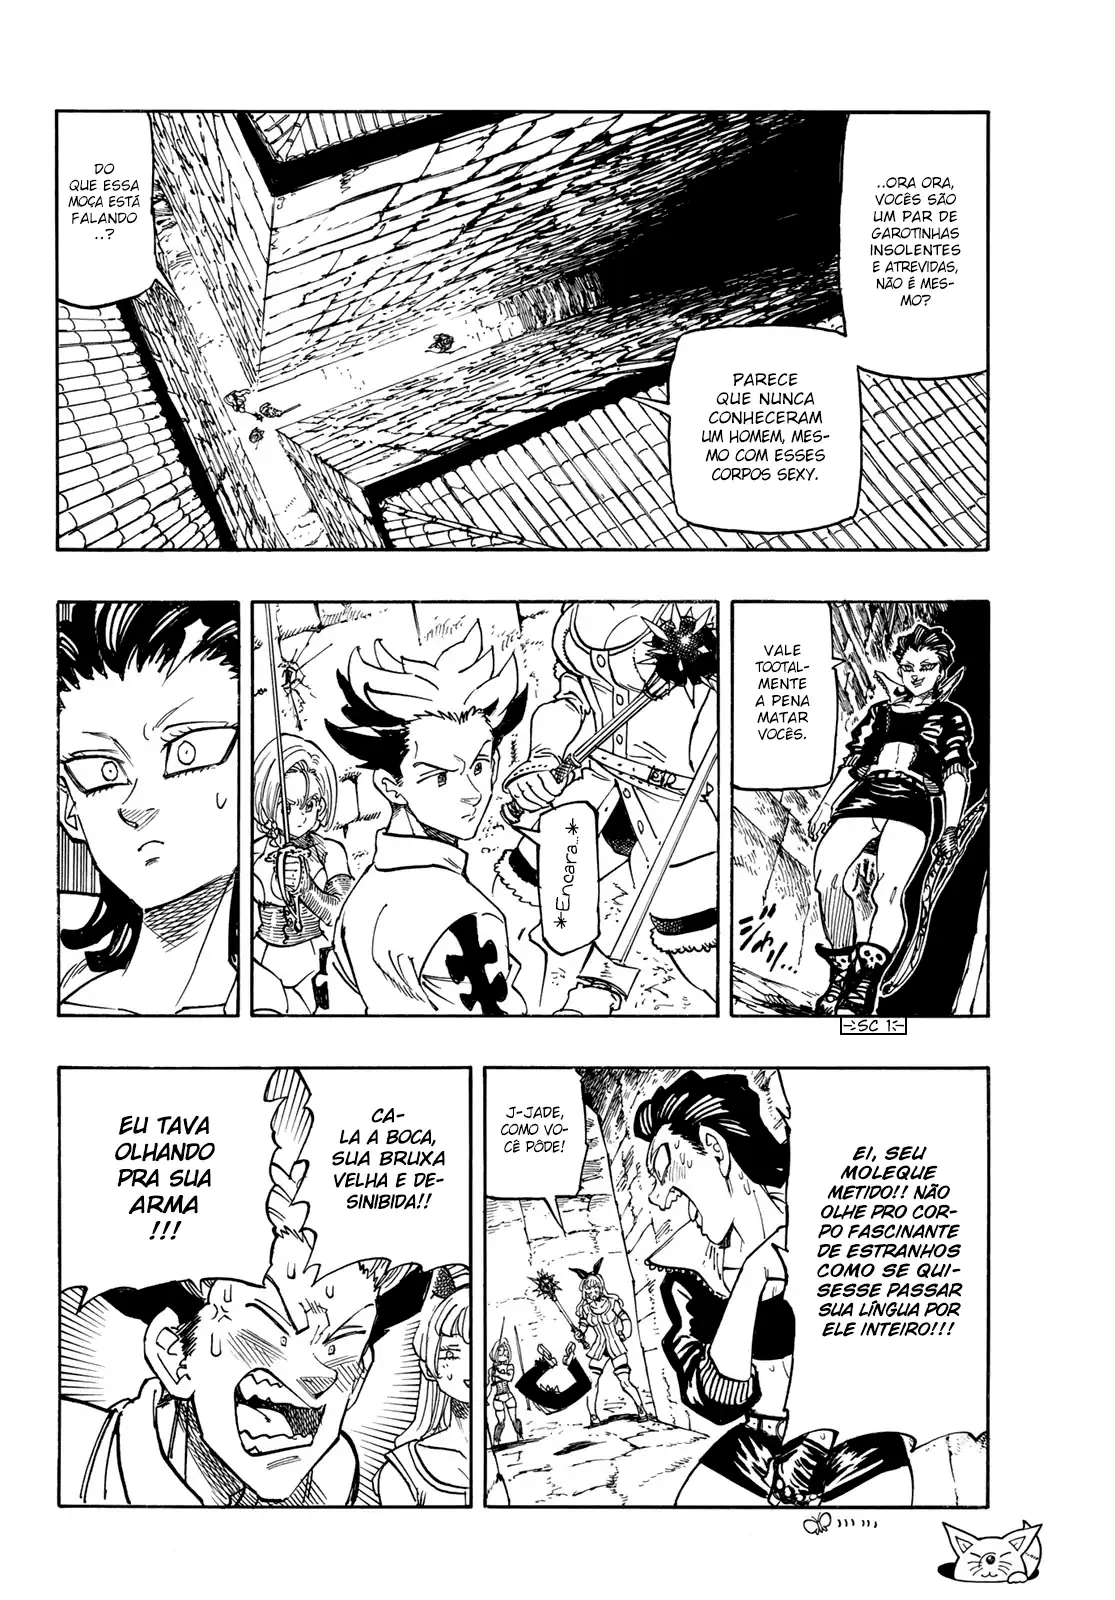 ..ORA ORA,
VOCÊS SÃO
UM PAR DE
GAROTINHAS
INSOLENTES
E ATREVIDAS,
NÃO É MES-
MO?
PARECE
QUE NUNCA
CONHECERAM
UM HOMEM, MES-
MO COM ESSES
CORPOS SEXY.
DO
QUE ESSA
MOÇA ESTÁ
FALANDO
..?
VALE
TOOTAL-
MENTE
A PENA
MATAR
VOCÊS.
SC 1
*Encara...*
EI, SEU
MOLEQUE
METIDO!! NÃO
OLHE PRO COR-
PO FASCINANTE
DE ESTRANHOS
COMO SE QUI-
SESSE PASSAR
SUA LÍNGUA POR
ELE INTEIRO!!!
J-JADE,
COMO VO-
CÊ PÔDE!
CA-
LA A BOCA,
SUA BRUXA
VELHA E DE-
SINIBIDA!!
EU TAVA
OLHANDO
PRA SUA
ARMA
!!!